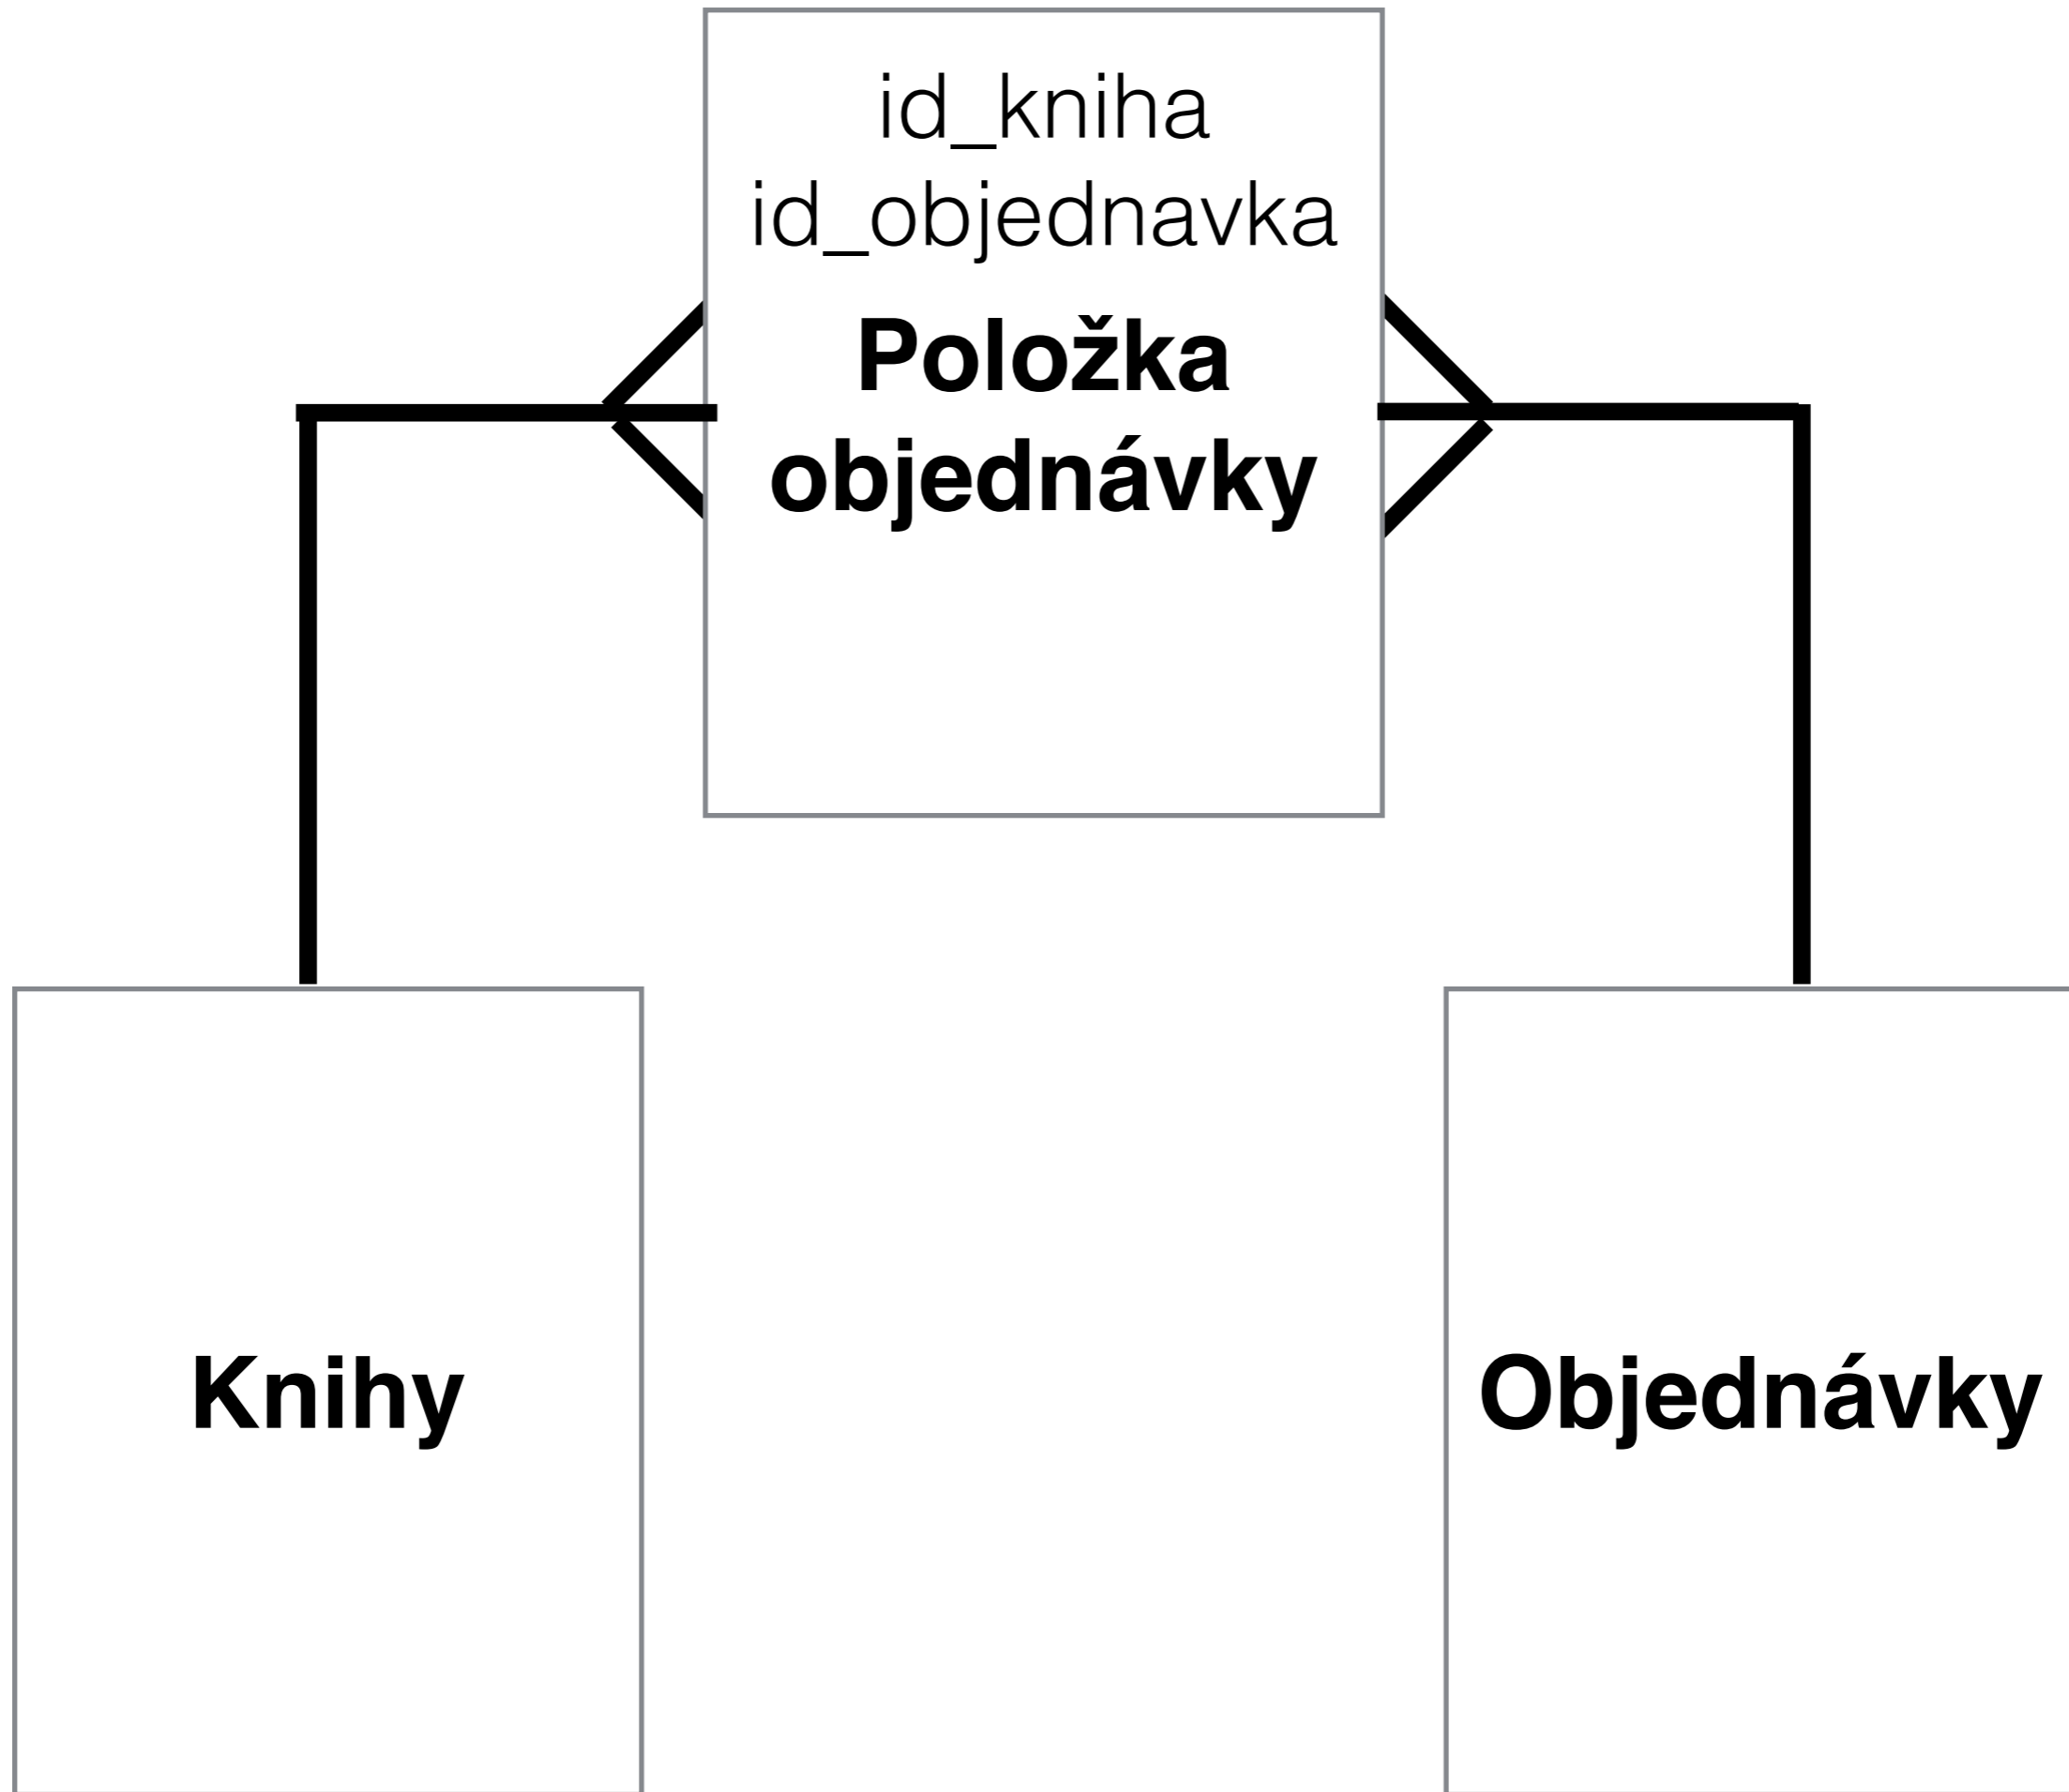 id_kniha
id_objednavka
Položka
objednávky
Knihy
Objednávky